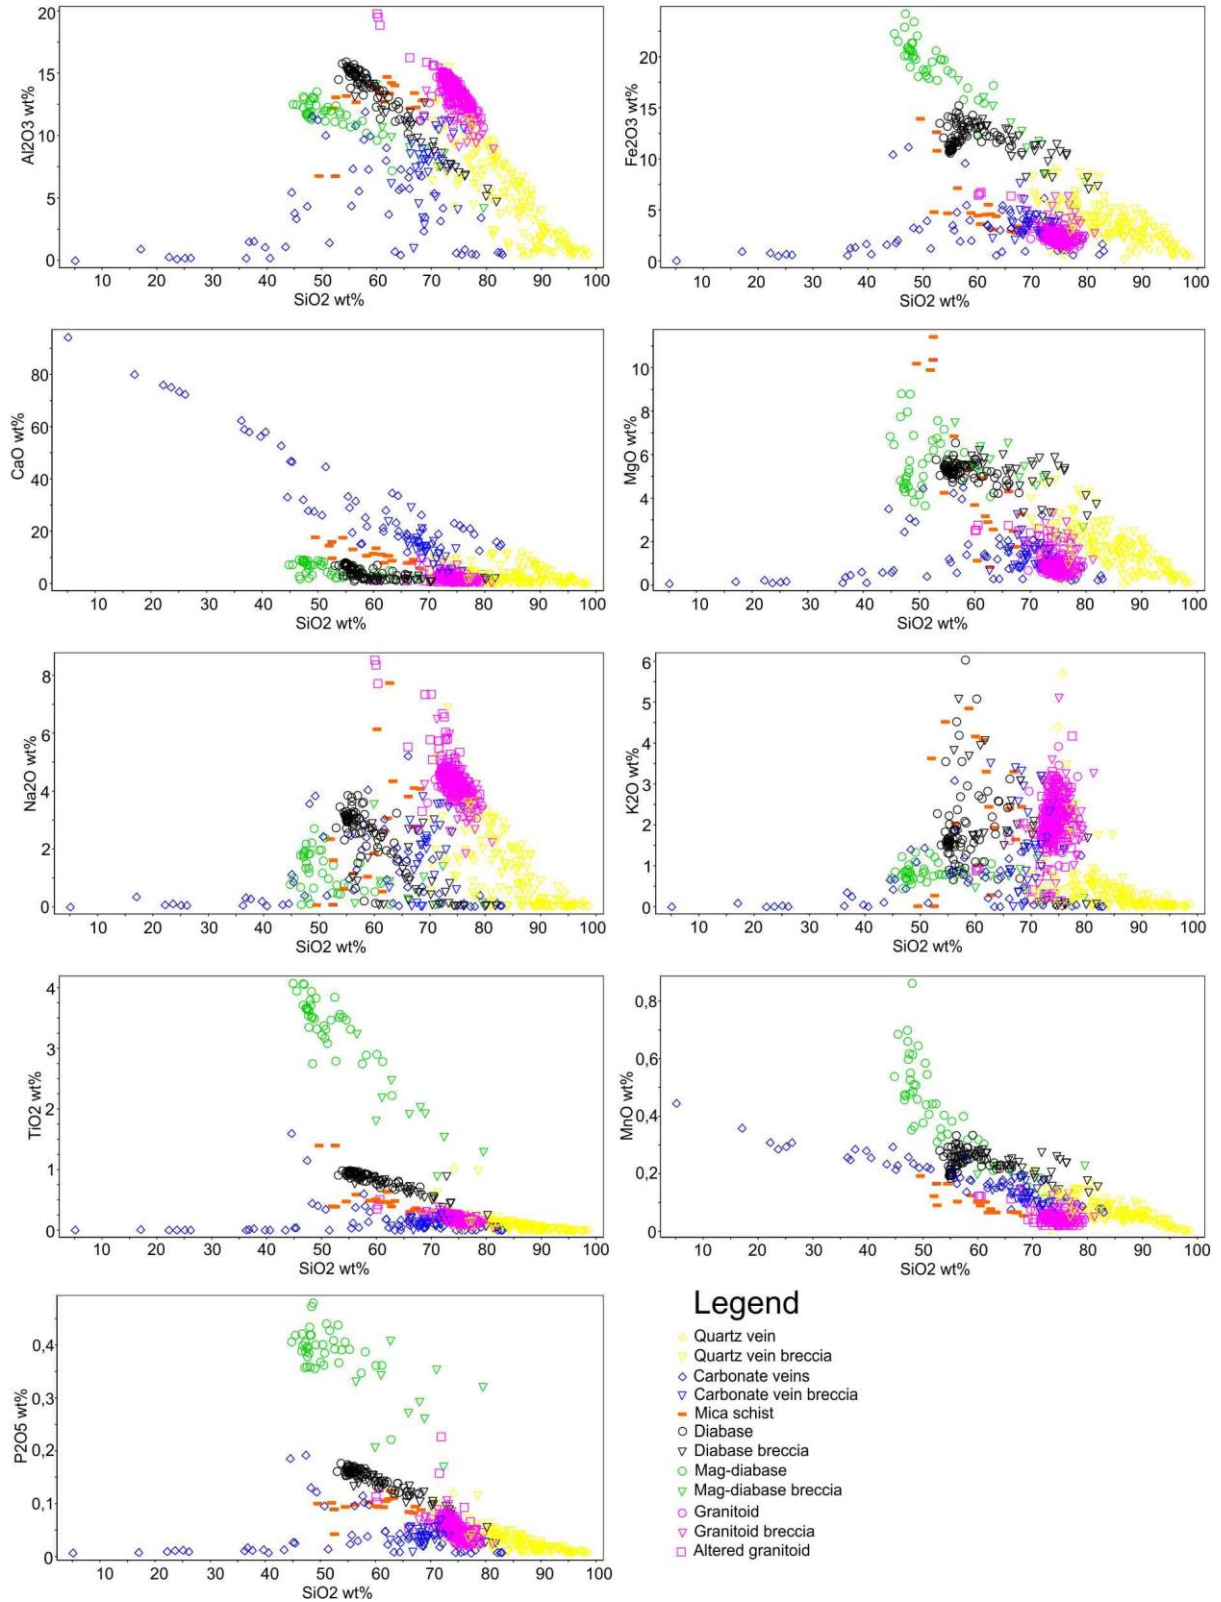 Al2O3 wt%
20
15
10
5
0
10 20 30 40 50 60 70 80 90 100
SiO2 wt%
Fe2O3 wt%
20
15
10
5
0
10 20 30 40 50 60 70 80 90 100
SiO2 wt%
CaO wt%
80
60
40
20
0
10 20 30 40 50 60 70 80 90 100
SiO2 wt%
MgO wt%
10
8
6
4
2
0
10 20 30 40 50 60 70 80 90 100
SiO2 wt%
Na2O wt%
8
6
4
2
0
10 20 30 40 50 60 70 80 90 100
SiO2 wt%
K2O wt%
6
5
4
3
2
1
0
10 20 30 40 50 60 70 80 90 100
SiO2 wt%
TiO2 wt%
4
3
2
1
0
10 20 30 40 50 60 70 80 90 100
SiO2 wt%
MnO wt%
0,8
0,6
0,4
0,2
0
10 20 30 40 50 60 70 80 90 100
SiO2 wt%
P2O5 wt%
0,4
0,3
0,2
0,1
0
10 20 30 40 50 60 70 80 90 100
SiO2 wt%
Legend
Quartz vein
Quartz vein breccia
Carbonate veins
Carbonate vein breccia
Mica schist
Diabase
Diabase breccia
Mag-diabase
Mag-diabase breccia
Granitoid
Granitoid breccia
Altered granitoid